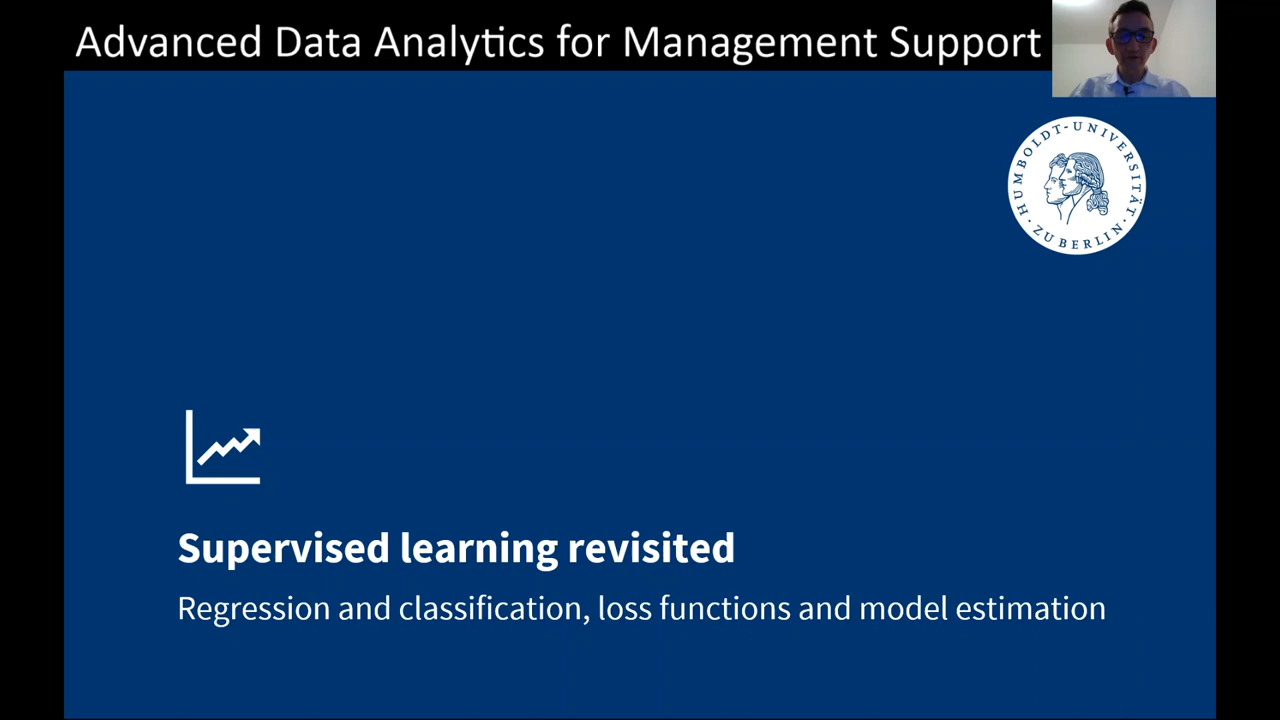 Advanced Data Analytics for Management Support
HUMBOLDT-UNIVERSITÄT
· ZU BERLIN ·
Supervised learning revisited
Regression and classification, loss functions and model estimation